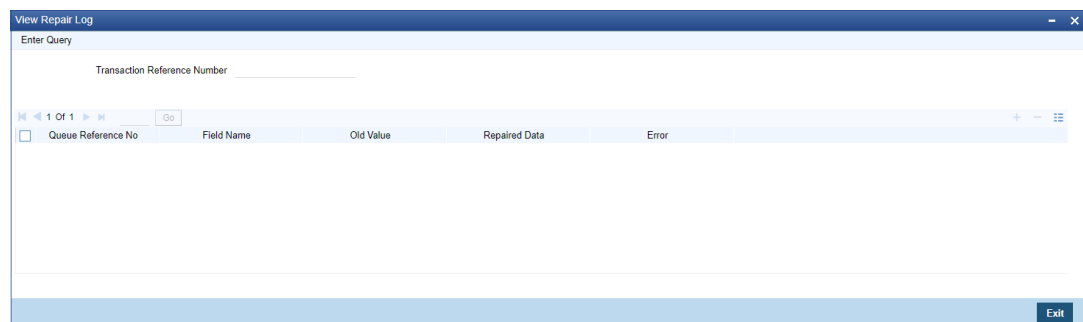 View Repair Log
Enter Query
Transaction Reference Number
1 Of 1 Go
Queue Reference No Field Name Old Value Repaired Data Error
Exit